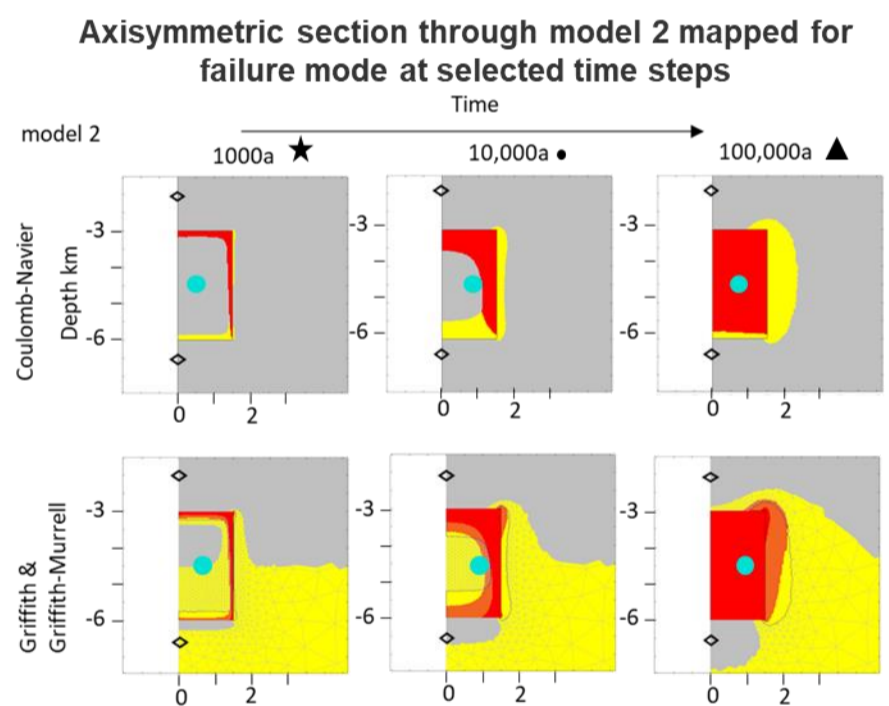 Axisymmetric section through model 2 mapped for
failure mode at selected time steps
Time
model 2
1000a
10,000a
100,000a
Coulomb-Navier
Depth km
-3
-6
0
2
-3
-6
0
2
-3
-6
0
2
Griffith &
Griffith-Murrell
-3
-6
0
2
-3
-6
0
2
-3
-6
0
2